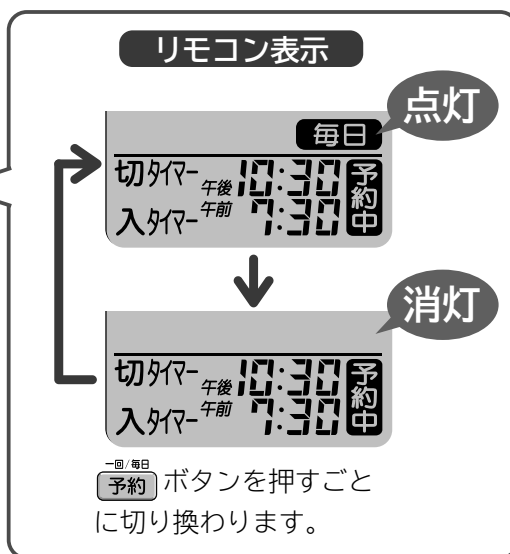 リモコン表示
毎日
点灯
切タイマー 午後 10:30
入タイマー 午前 7:30
予約中
消灯
切タイマー 午後 10:30
入タイマー 午前 7:30
予約中
一回/毎日
予約 ボタンを押すごと
に切り換わります。